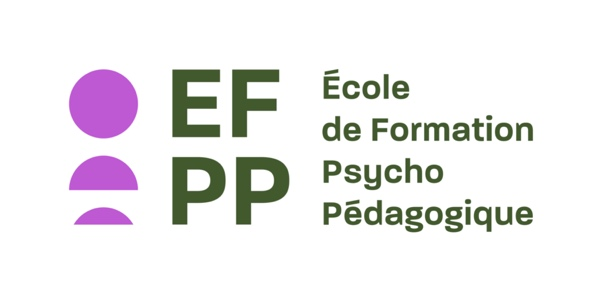 EF
PP
École
de Formation
Psycho
Pédagogique